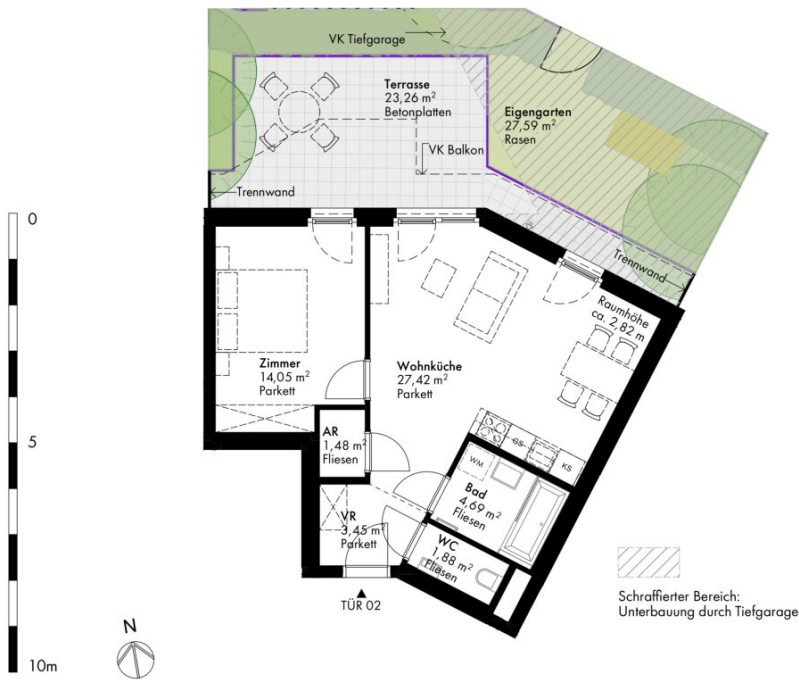 VK Tiefgarage
Terrasse
23,26 m²
Betonplatten
Eigengarten
27,59 m²
Rasen
VK Balkon
Trennwand
Trennwand
0
5
10m
Raumhöhe
ca. 2,82 m
Zimmer
14,05 m²
Parkett
Wohnküche
27,42 m²
Parkett
AR
1,48 m²
Fliesen
GS
KS
WM
Bad
4,69 m²
Fliesen
VR
3,45 m²
Parkett
WC
1,88 m²
Fliesen
TÜR 02
N
Schraffierter Bereich:
Unterbauung durch Tiefgarage